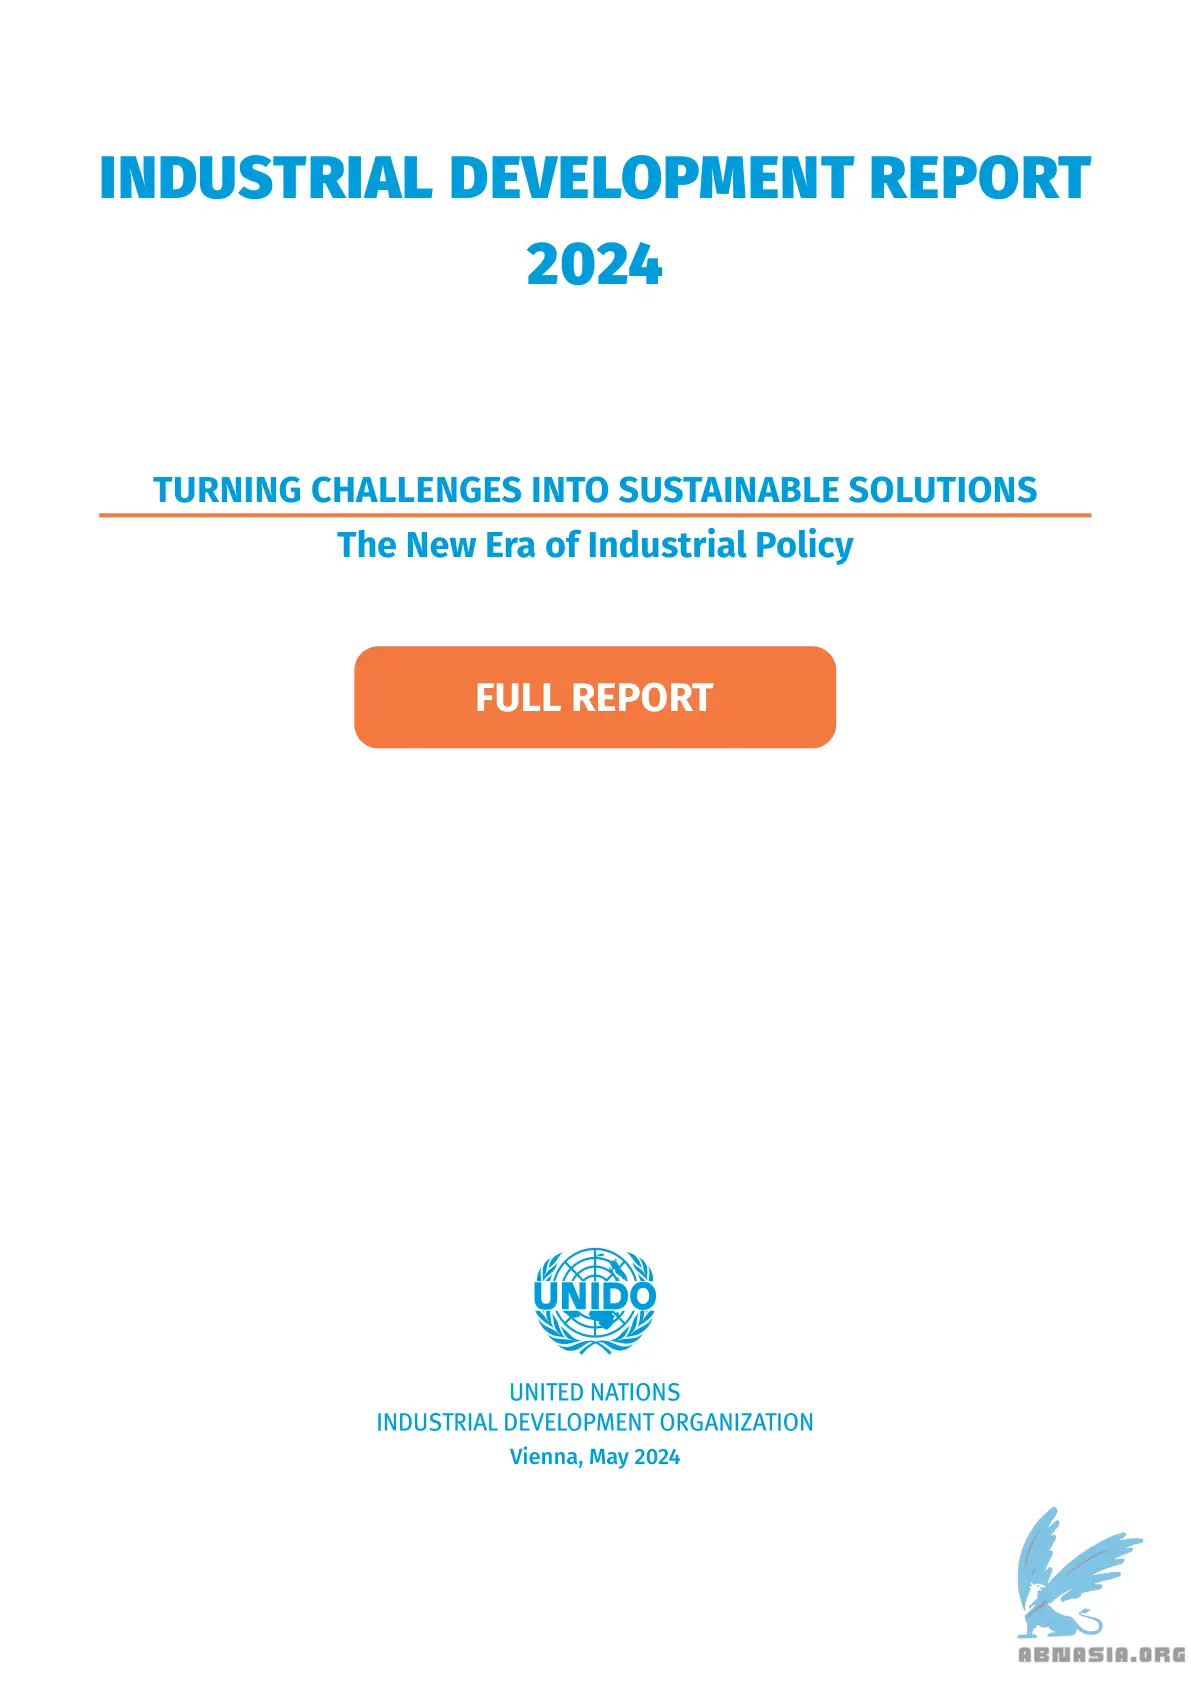 INDUSTRIAL DEVELOPMENT REPORT
2024
TURNING CHALLENGES INTO SUSTAINABLE SOLUTIONS
The New Era of Industrial Policy
FULL REPORT
UNIDO
UNITED NATIONS
INDUSTRIAL DEVELOPMENT ORGANIZATION
Vienna, May 2024
ABNASIA.ORG